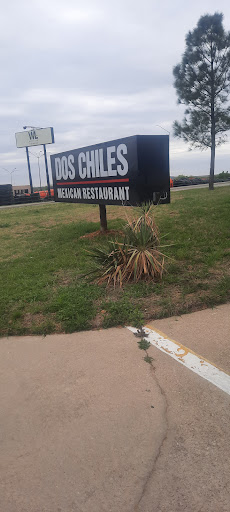 DOS CHILES
MEXICAN RESTAURANT